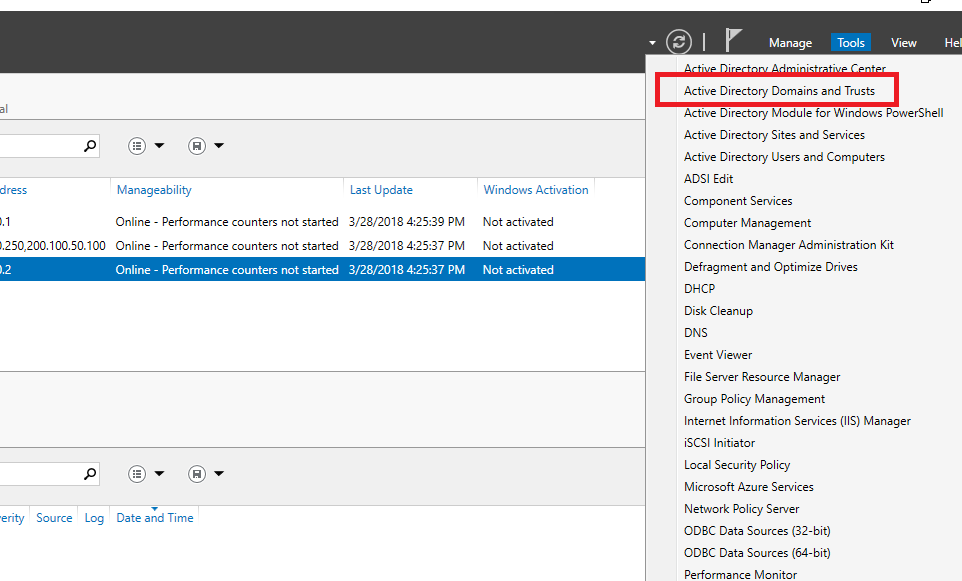 Manage Tools View Hel
al
dress Manageability Last Update Windows Activation
0.1 Online - Performance counters not started 3/28/2018 4:25:39 PM Not activated
0.250,200.100.50.100 Online - Performance counters not started 3/28/2018 4:25:37 PM Not activated
0.2 Online - Performance counters not started 3/28/2018 4:25:37 PM Not activated
verity Source Log Date and Time
Active Directory Administrative Center
Active Directory Domains and Trusts
Active Directory Module for Windows PowerShell
Active Directory Sites and Services
Active Directory Users and Computers
ADSI Edit
Component Services
Computer Management
Connection Manager Administration Kit
Defragment and Optimize Drives
DHCP
Disk Cleanup
DNS
Event Viewer
File Server Resource Manager
Group Policy Management
Internet Information Services (IIS) Manager
iSCSI Initiator
Local Security Policy
Microsoft Azure Services
Network Policy Server
ODBC Data Sources (32-bit)
ODBC Data Sources (64-bit)
Performance Monitor